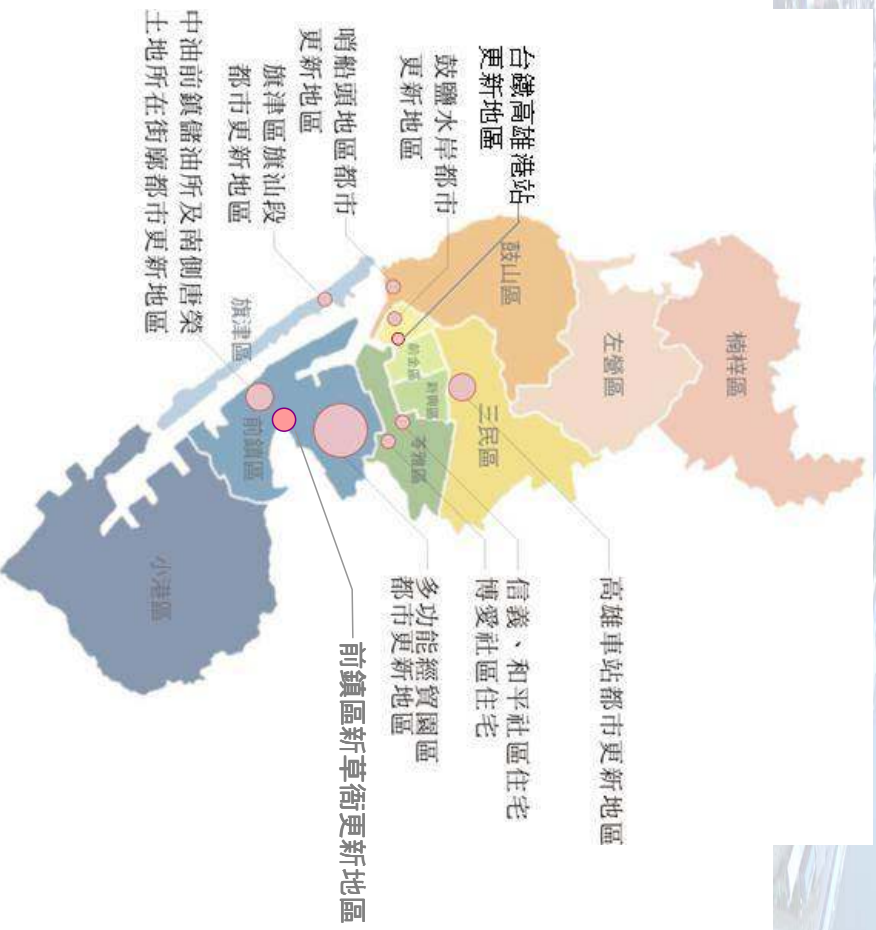 台鐵高雄港站
更新地區
鼓鹽水岸都市
更新地區
哨船頭地區都市
更新地區
旗津區旗汕段
都市更新地區
中油前鎮儲油所及南側唐榮
土地所在街廓都市更新地區
楠梓區
左營區
鼓山區
三民區
前金區
新興區
苓雅區
旗津區
前鎮區
小港區
高雄車站都市更新地區
信義、和平社區住宅
博愛社區住宅
多功能經貿園區
都市更新地區
前鎮區新草衙更新地區